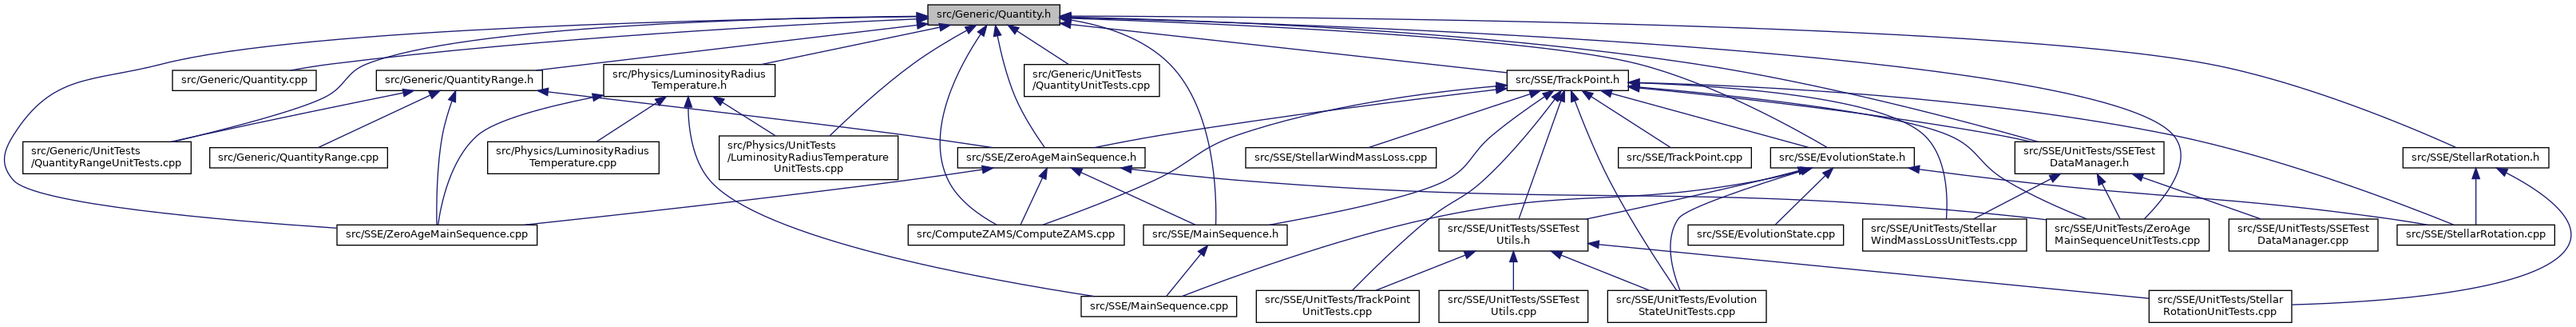 src/Generic/Quantity.h
src/Generic/Quantity.cpp
src/Generic/QuantityRange.h
src/Physics/LuminosityRadius
Temperature.h
src/Generic/UnitTests
/QuantityUnitTests.cpp
src/SSE/TrackPoint.h
src/Generic/UnitTests
/QuantityRangeUnitTests.cpp
src/Generic/QuantityRange.cpp
src/Physics/LuminosityRadius
Temperature.cpp
src/Physics/UnitTests
/LuminosityRadiusTemperature
UnitTests.cpp
src/SSE/ZeroAgeMainSequence.h
src/SSE/StellarWindMassLoss.cpp
src/SSE/TrackPoint.cpp
src/SSE/EvolutionState.h
src/SSE/UnitTests/SSETest
DataManager.h
src/SSE/StellarRotation.h
src/SSE/ZeroAgeMainSequence.cpp
src/ComputeZAMS/ComputeZAMS.cpp
src/SSE/MainSequence.h
src/SSE/UnitTests/SSETest
Utils.h
src/SSE/EvolutionState.cpp
src/SSE/UnitTests/Stellar
WindMassLossUnitTests.cpp
src/SSE/UnitTests/ZeroAge
MainSequenceUnitTests.cpp
src/SSE/UnitTests/SSETest
DataManager.cpp
src/SSE/StellarRotation.cpp
src/SSE/MainSequence.cpp
src/SSE/UnitTests/TrackPoint
UnitTests.cpp
src/SSE/UnitTests/SSETest
Utils.cpp
src/SSE/UnitTests/Evolution
StateUnitTests.cpp
src/SSE/UnitTests/Stellar
RotationUnitTests.cpp